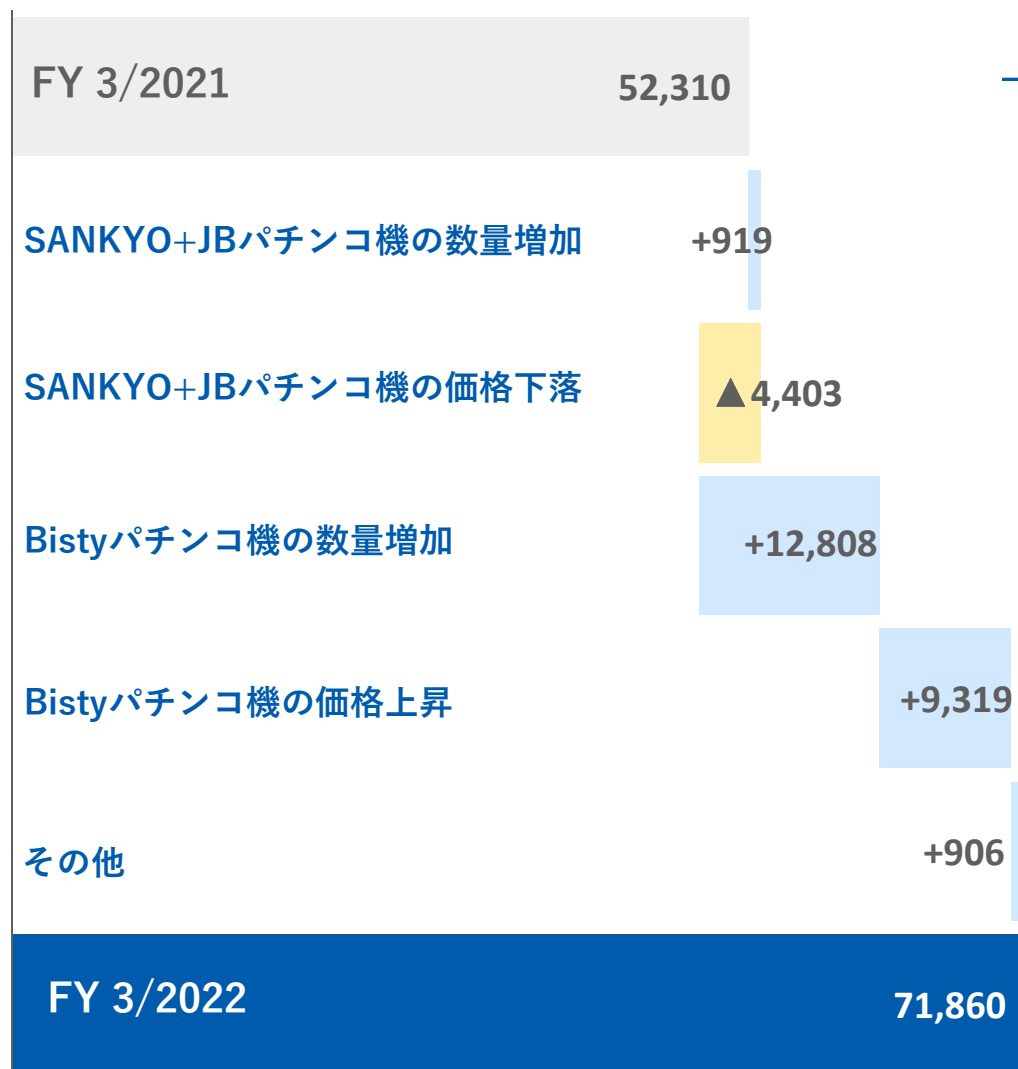 FY 3/2021 52,310
SANKYO+JBパチンコ機の数量増加 +919
SANKYO+JBパチンコ機の価格下落 ▲4,403
Bistyパチンコ機の数量増加 +12,808
Bistyパチンコ機の価格上昇 +9,319
その他 +906
FY 3/2022 71,860